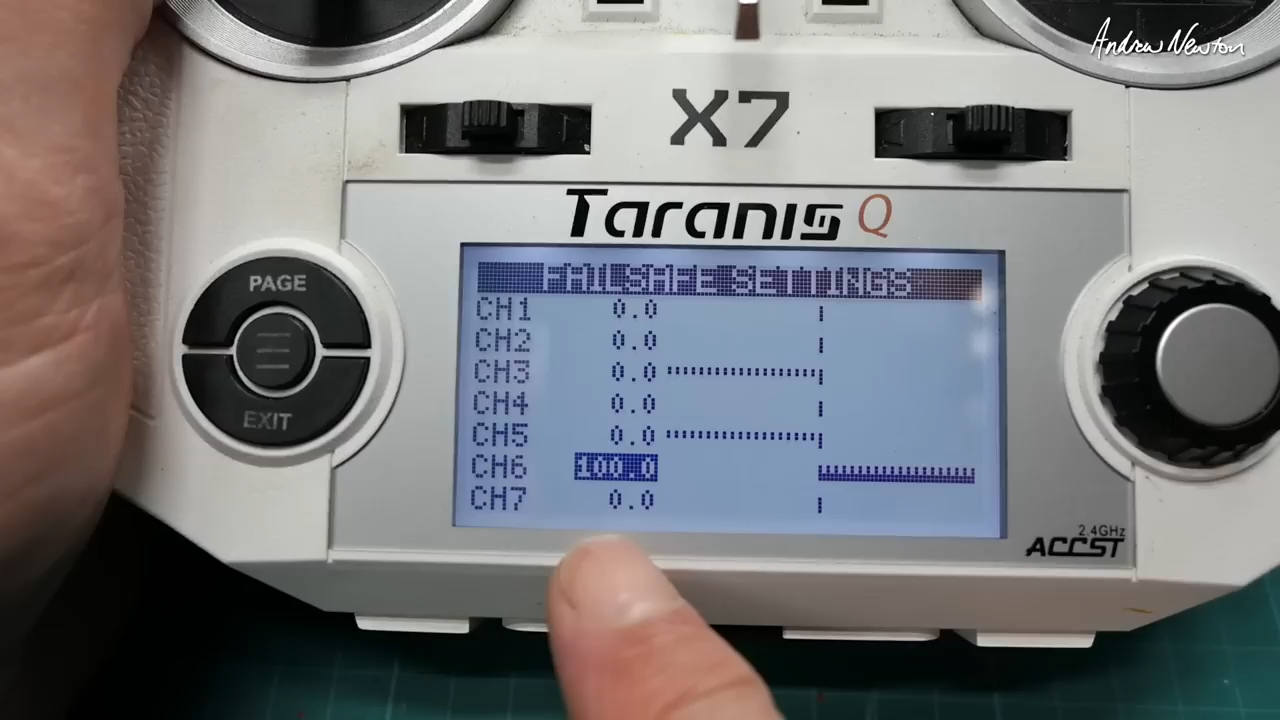 Andrew Newton
X7
Taranis Q
PAGE
EXIT
FAILSAFE SETTINGS
CH1 0.0
CH2 0.0
CH3 0.0
CH4 0.0
CH5 0.0
CH6 100.0
CH7 0.0
2.4GHz
ACCST